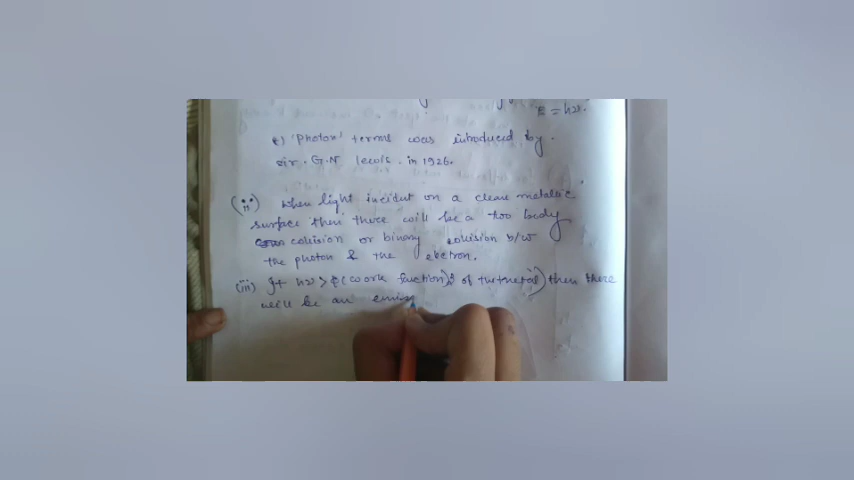 E = hν.
*) 'Photon' terms was introduced by
sir. G.N lewis. in 1926.
(ii) When light incident on a clean metallic
surface then there will be a two body
collision or binary collision b/w
the photon & the electron.
(iii) If hν > φ (work function) of the metal) then there
will be an emiss